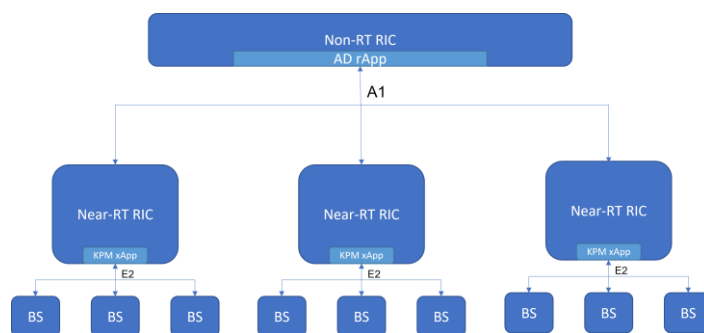 Non-RT RIC
AD rApp
A1
Near-RT RIC
KPM xApp
E2
BS BS BS
Near-RT RIC
KPM xApp
E2
BS BS BS
Near-RT RIC
KPM xApp
E2
BS BS BS